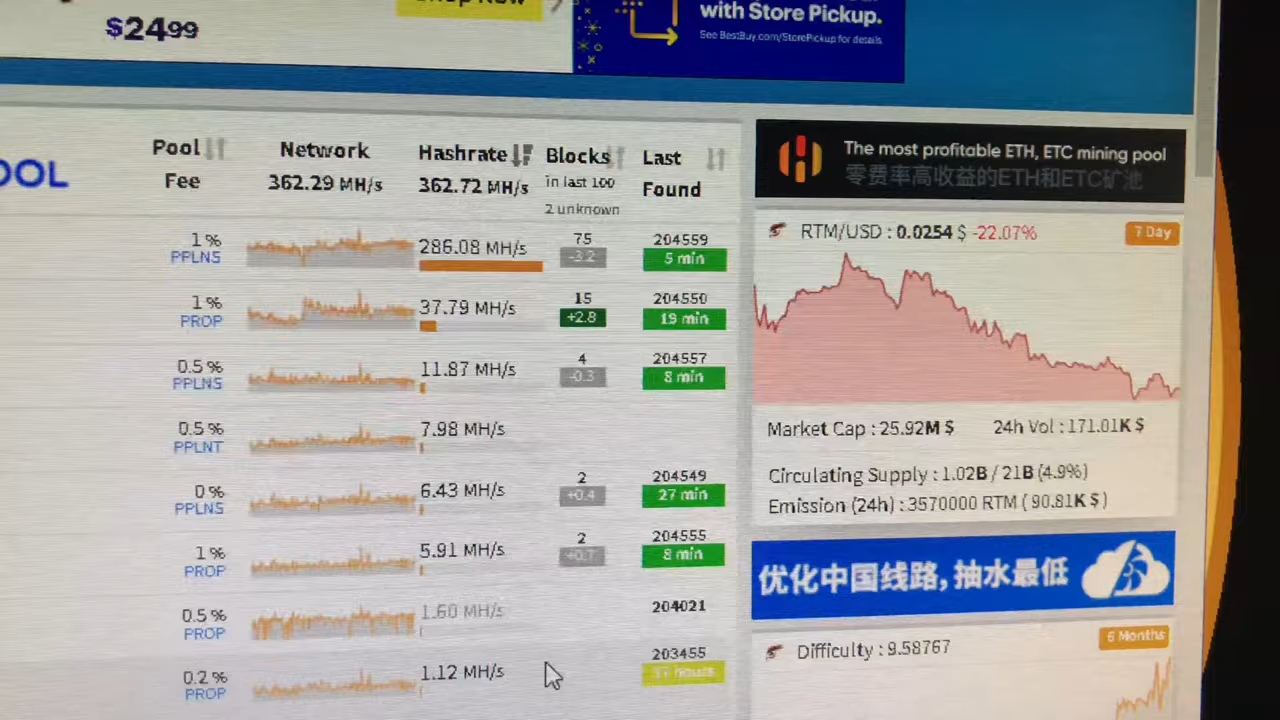 $24.99
Shop Now
with Store Pickup.
See BestBuy.com/StorePickup for details.
Pool Fee
Network 362.29 MH/s
Hashrate 362.72 MH/s
Blocks in last 100 2 unknown
Last Found
1 % PPLNS 286.08 MH/s 75 -3.2 204559 5 min
1 % PROP 37.79 MH/s 15 +2.8 204550 19 min
0.5 % PPLNS 11.87 MH/s 4 -0.3 204557 8 min
0.5 % PPLNT 7.98 MH/s
0 % PPLNS 6.43 MH/s 2 +0.4 204549 27 min
1 % PROP 5.91 MH/s 2 204555 8 min
0.5 % PROP 1.60 MH/s 204021
0.2 % PROP 1.12 MH/s 203455 hours
The most profitable ETH, ETC mining pool
零费率高收益的ETH和ETC矿池
RTM/USD : 0.0254 $ -22.07%
7 Day
Market Cap : 25.92M $ 24h Vol : 171.01K $
Circulating Supply : 1.02B / 21B (4.9%)
Emission (24h) : 3570000 RTM ( 90.81K $ )
优化中国线路,抽水最低
Difficulty : 9.58767
6 Months